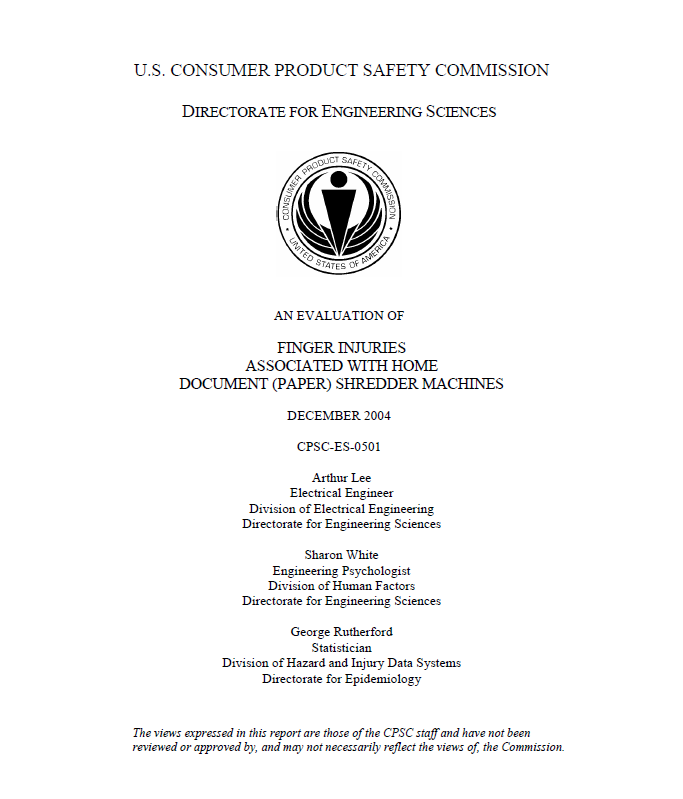 U.S. CONSUMER PRODUCT SAFETY COMMISSION
DIRECTORATE FOR ENGINEERING SCIENCES
CONSUMER PRODUCT SAFETY COMMISSION
UNITED STATES OF AMERICA
AN EVALUATION OF
FINGER INJURIES
ASSOCIATED WITH HOME
DOCUMENT (PAPER) SHREDDER MACHINES
DECEMBER 2004
CPSC-ES-0501
Arthur Lee
Electrical Engineer
Division of Electrical Engineering
Directorate for Engineering Sciences
Sharon White
Engineering Psychologist
Division of Human Factors
Directorate for Engineering Sciences
George Rutherford
Statistician
Division of Hazard and Injury Data Systems
Directorate for Epidemiology
The views expressed in this report are those of the CPSC staff and have not been
reviewed or approved by, and may not necessarily reflect the views of, the Commission.